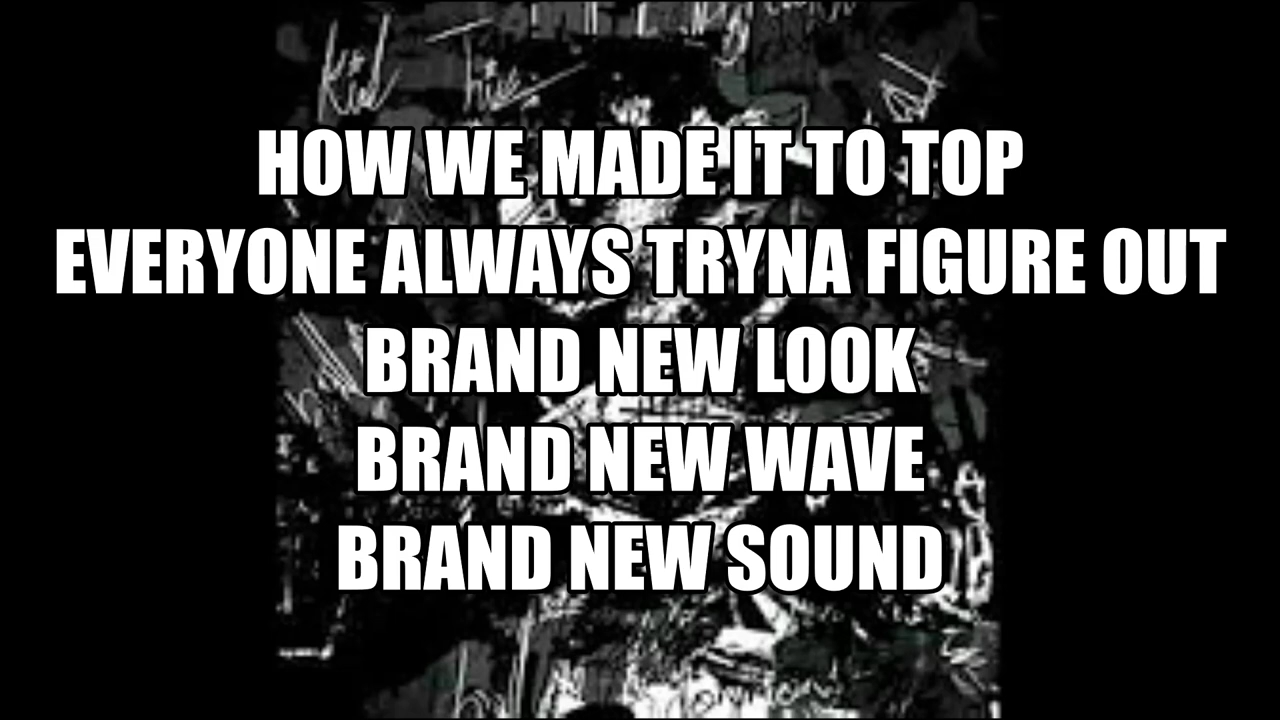 Kid
HOW WE MADE IT TO TOP
EVERYONE ALWAYS TRYNA FIGURE OUT
BRAND NEW LOOK
BRAND NEW WAVE
BRAND NEW SOUND